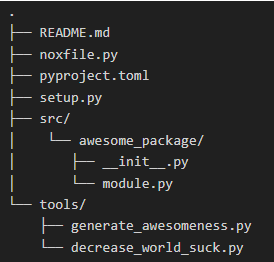 .
├── README.md
├── noxfile.py
├── pyproject.toml
├── setup.py
├── src/
│   └── awesome_package/
│       ├── __init__.py
│       └── module.py
└── tools/
    ├── generate_awesomeness.py
    └── decrease_world_suck.py